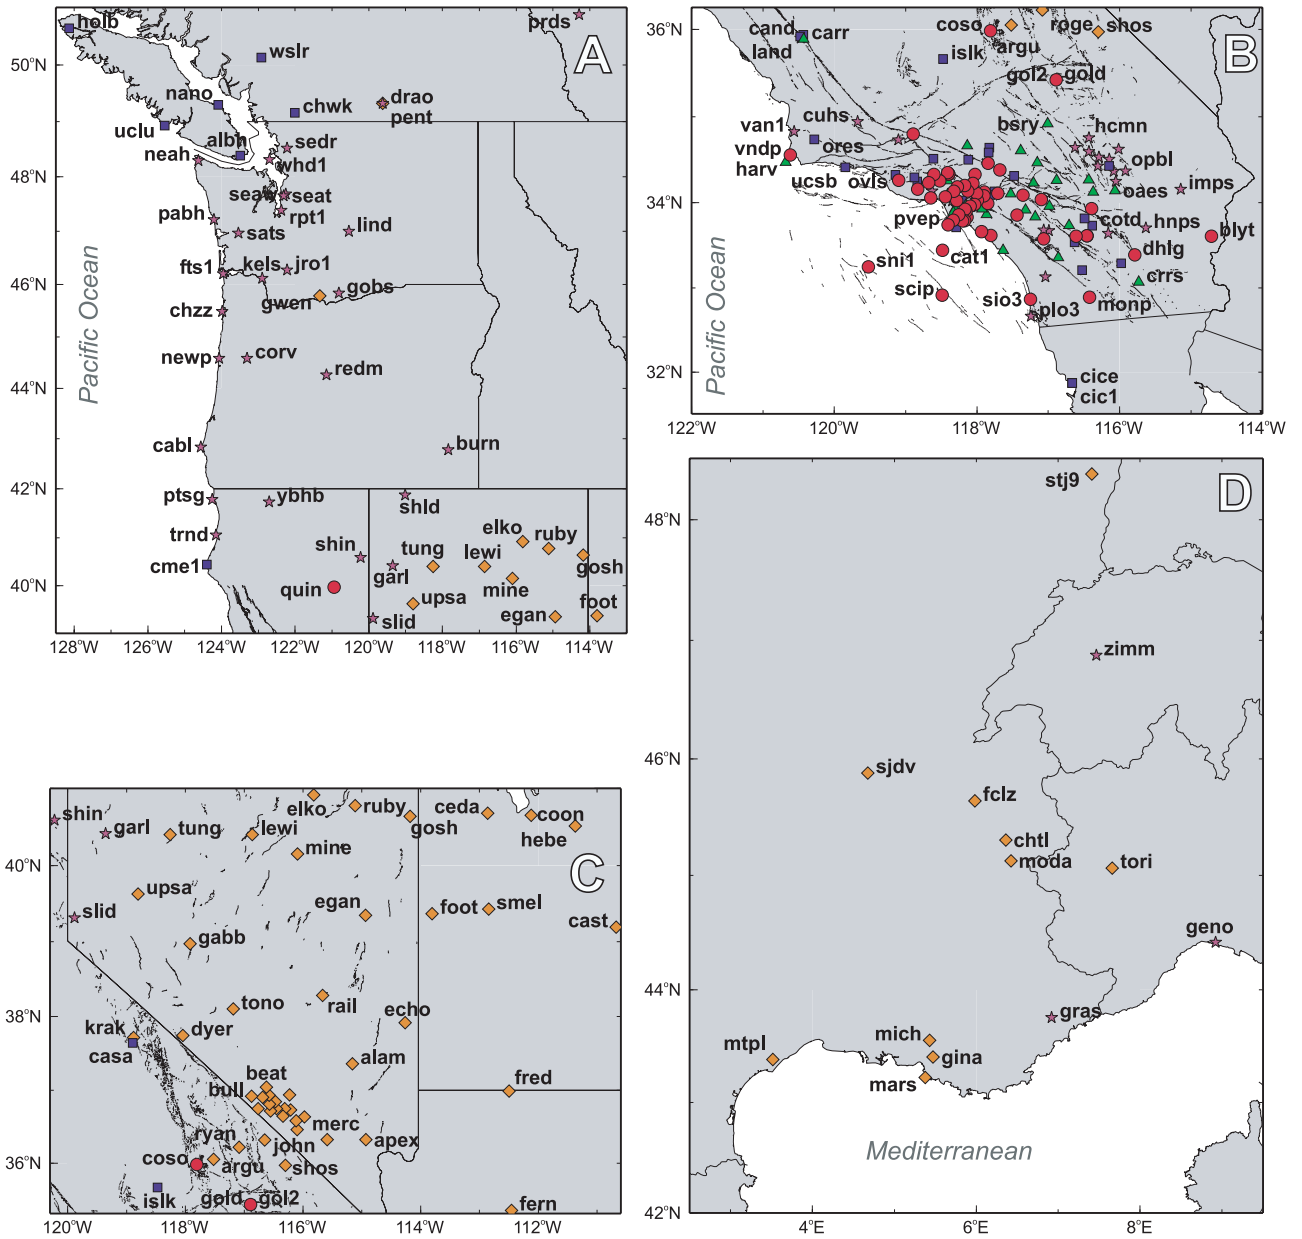 holb
prds
A
wslr
50°N
nano
chwk
drao
pent
uclu
albh
sedr
neah
whd1
48°N
seaw
seat
rpt1
pabh
lind
sats
fts1
kels
jro1
46°N
gwen
gobs
chzz
newp
corv
redm
44°N
Pacific Ocean
cabl
burn
42°N
ptsg
ybhb
shld
trnd
elko
ruby
shin
tung
lewi
cme1
garl
gosh
40°N
quin
upsa
mine
foot
slid
egan
128°W
126°W
124°W
122°W
120°W
118°W
116°W
114°W
36°N
cand
carr
land
coso
argu
roge
shos
B
islk
gol2
gold
cuhs
bsry
hcmn
van1
ores
vndp
opbl
harv
ucsb
ovls
oaes
imps
34°N
pvep
cotd
hnps
blyt
cat1
dhlg
sni1
crrs
scip
sio3
plo3
monp
Pacific Ocean
32°N
cice
cic1
122°W
120°W
118°W
116°W
114°W
shin
garl
tung
lewi
elko
ruby
gosh
ceda
coon
hebe
mine
40°N
C
upsa
egan
foot
smel
slid
cast
gabb
tono
rail
echo
38°N
krak
dyer
casa
alam
beat
bull
fred
merc
ryan
john
apex
36°N
coso
argu
shos
islk
gold
gol2
fern
120°W
118°W
116°W
114°W
112°W
stj9
D
48°N
zimm
46°N
sjdv
fclz
chtl
moda
tori
geno
44°N
gras
mich
mtpl
gina
mars
Mediterranean
42°N
4°E
6°E
8°E